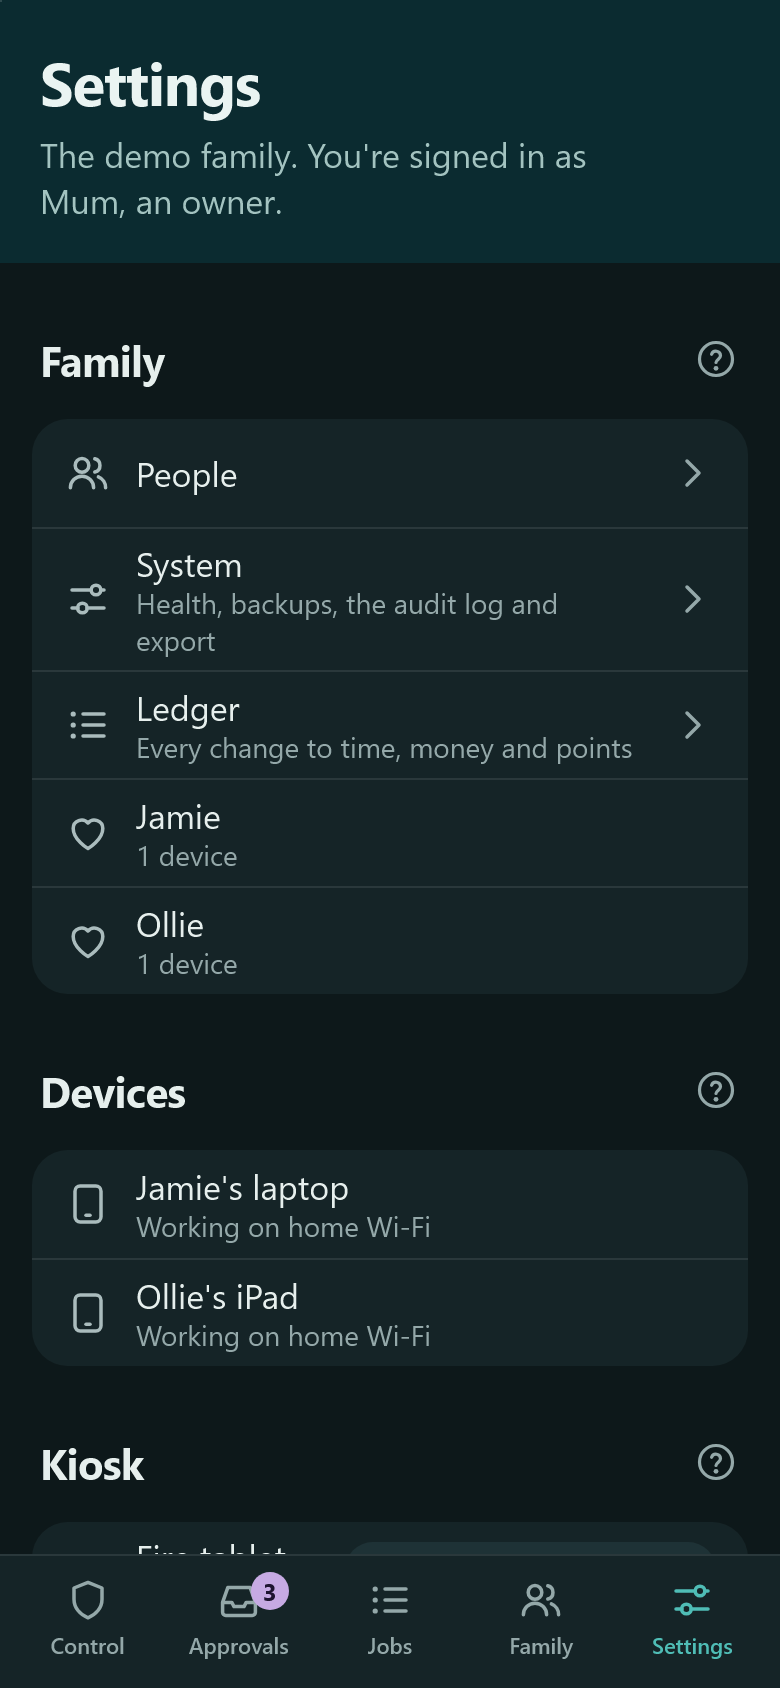 Settings
The demo family. You're signed in as
Mum, an owner.
Family
People
System
Health, backups, the audit log and
export
Ledger
Every change to time, money and points
Jamie
1 device
Ollie
1 device
Devices
Jamie's laptop
Working on home Wi-Fi
Ollie's iPad
Working on home Wi-Fi
Kiosk
Fire tablet
3
Control
Approvals
Jobs
Family
Settings